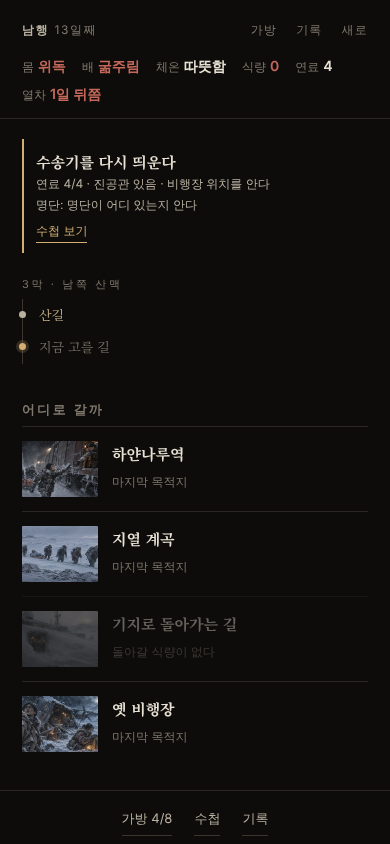 남행 13일째 가방 기록 새로
몸 위독 배 굶주림 체온 따뜻함 식량 0 연료 4
열차 1일 뒤쯤
수송기를 다시 띄운다
연료 4/4 · 진공관 있음 · 비행장 위치를 안다
명단: 명단이 어디 있는지 안다
수첩 보기
3막 · 남쪽 산맥
산길
지금 고를 길
어디로 갈까
하얀나루역
마지막 목적지
지열 계곡
마지막 목적지
기지로 돌아가는 길
돌아갈 식량이 없다
옛 비행장
마지막 목적지
가방 4/8 수첩 기록